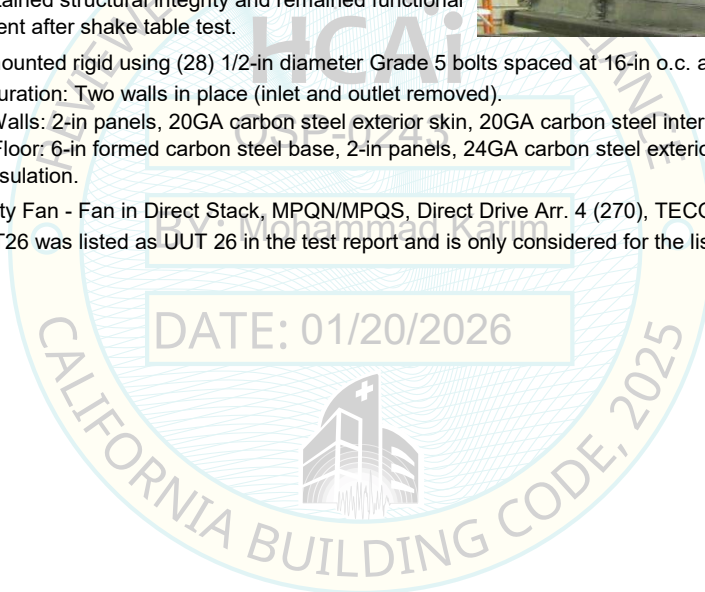 ained structural integrity and remained functional
ent after shake table test.
ounted rigid using (28) 1/2-in diameter Grade 5 bolts spaced at 16-in o.c. a
uration: Two walls in place (inlet and outlet removed).
Walls: 2-in panels, 20GA carbon steel exterior skin, 20GA carbon steel inter
Floor: 6-in formed carbon steel base, 2-in panels, 24GA carbon steel exterio
sulation.
ty Fan - Fan in Direct Stack, MPQN/MPQS, Direct Drive Arr. 4 (270), TECO
T26 was listed as UUT 26 in the test report and is only considered for the lis
HCAi
OSP-0243
BY: Mohammad Karim
DATE: 01/20/2026
CALIFORNIA BUILDING CODE, 2025